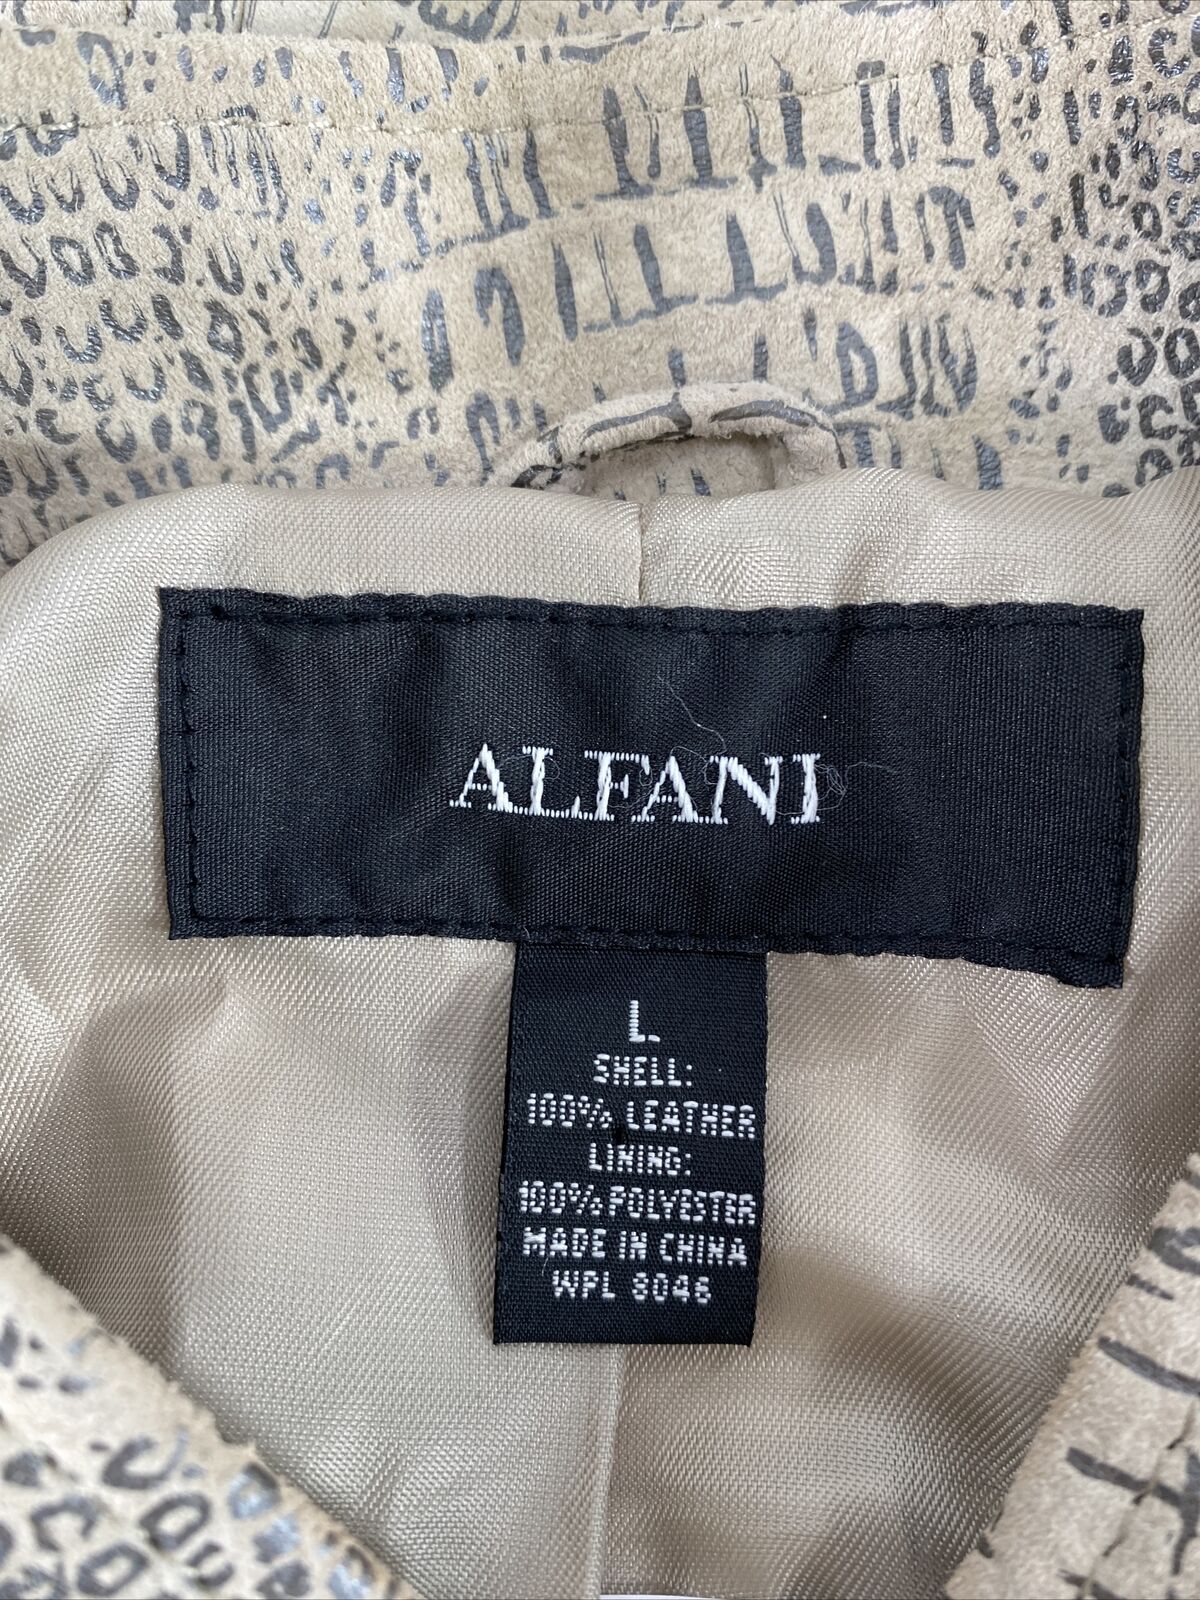 ALFANI
L
SHELL:
100% LEATHER
LINING:
100% POLYESTER
MADE IN CHINA
WPL 8046